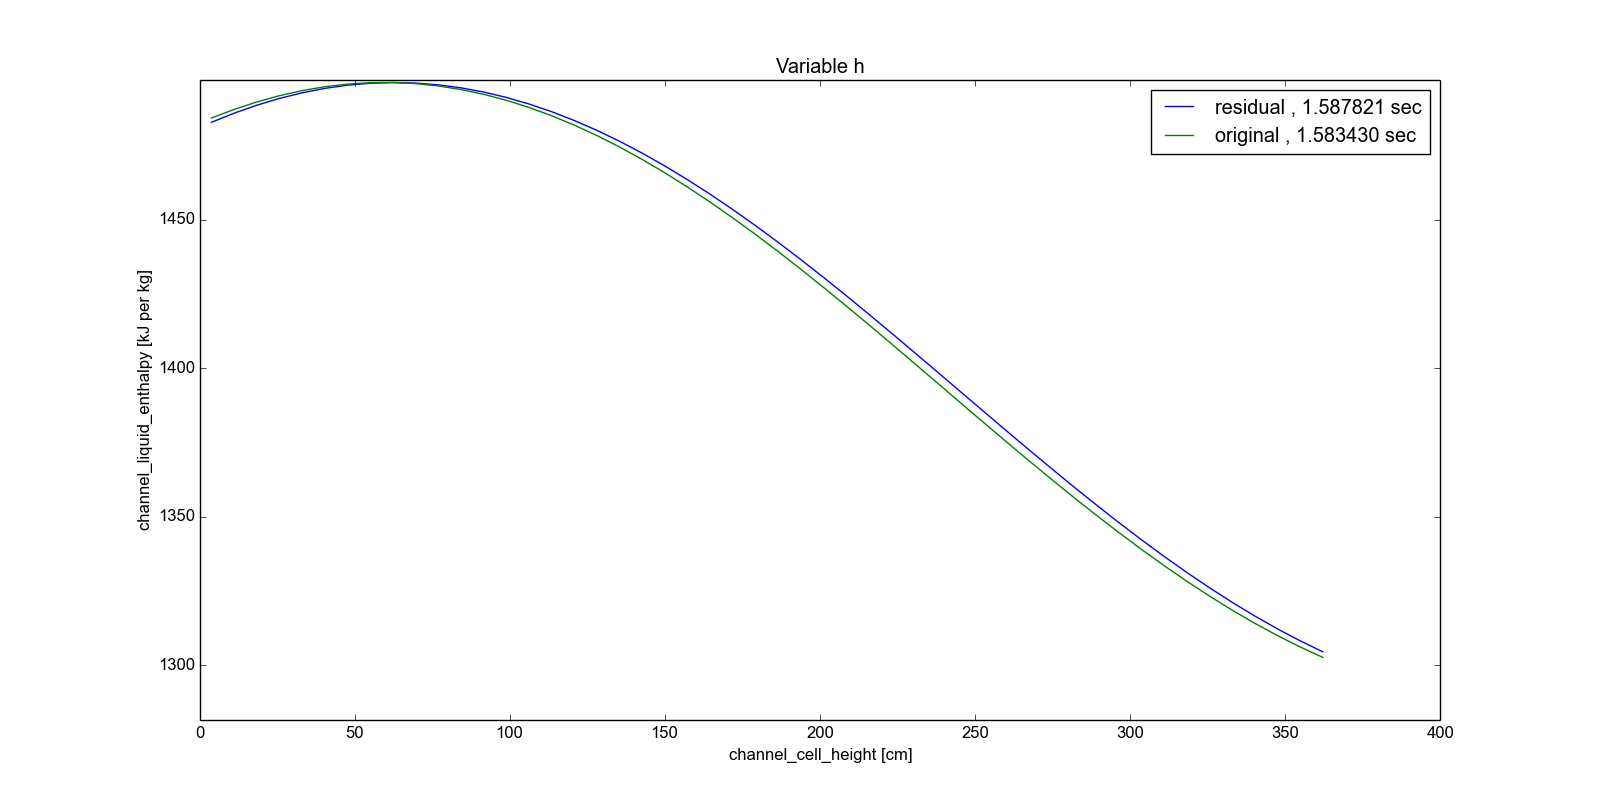 Variable h
residual , 1.587821 sec
original , 1.583430 sec
channel_liquid_enthalpy [kJ per kg]
1450
1400
1350
1300
0 50 100 150 200 250 300 350 400
channel_cell_height [cm]